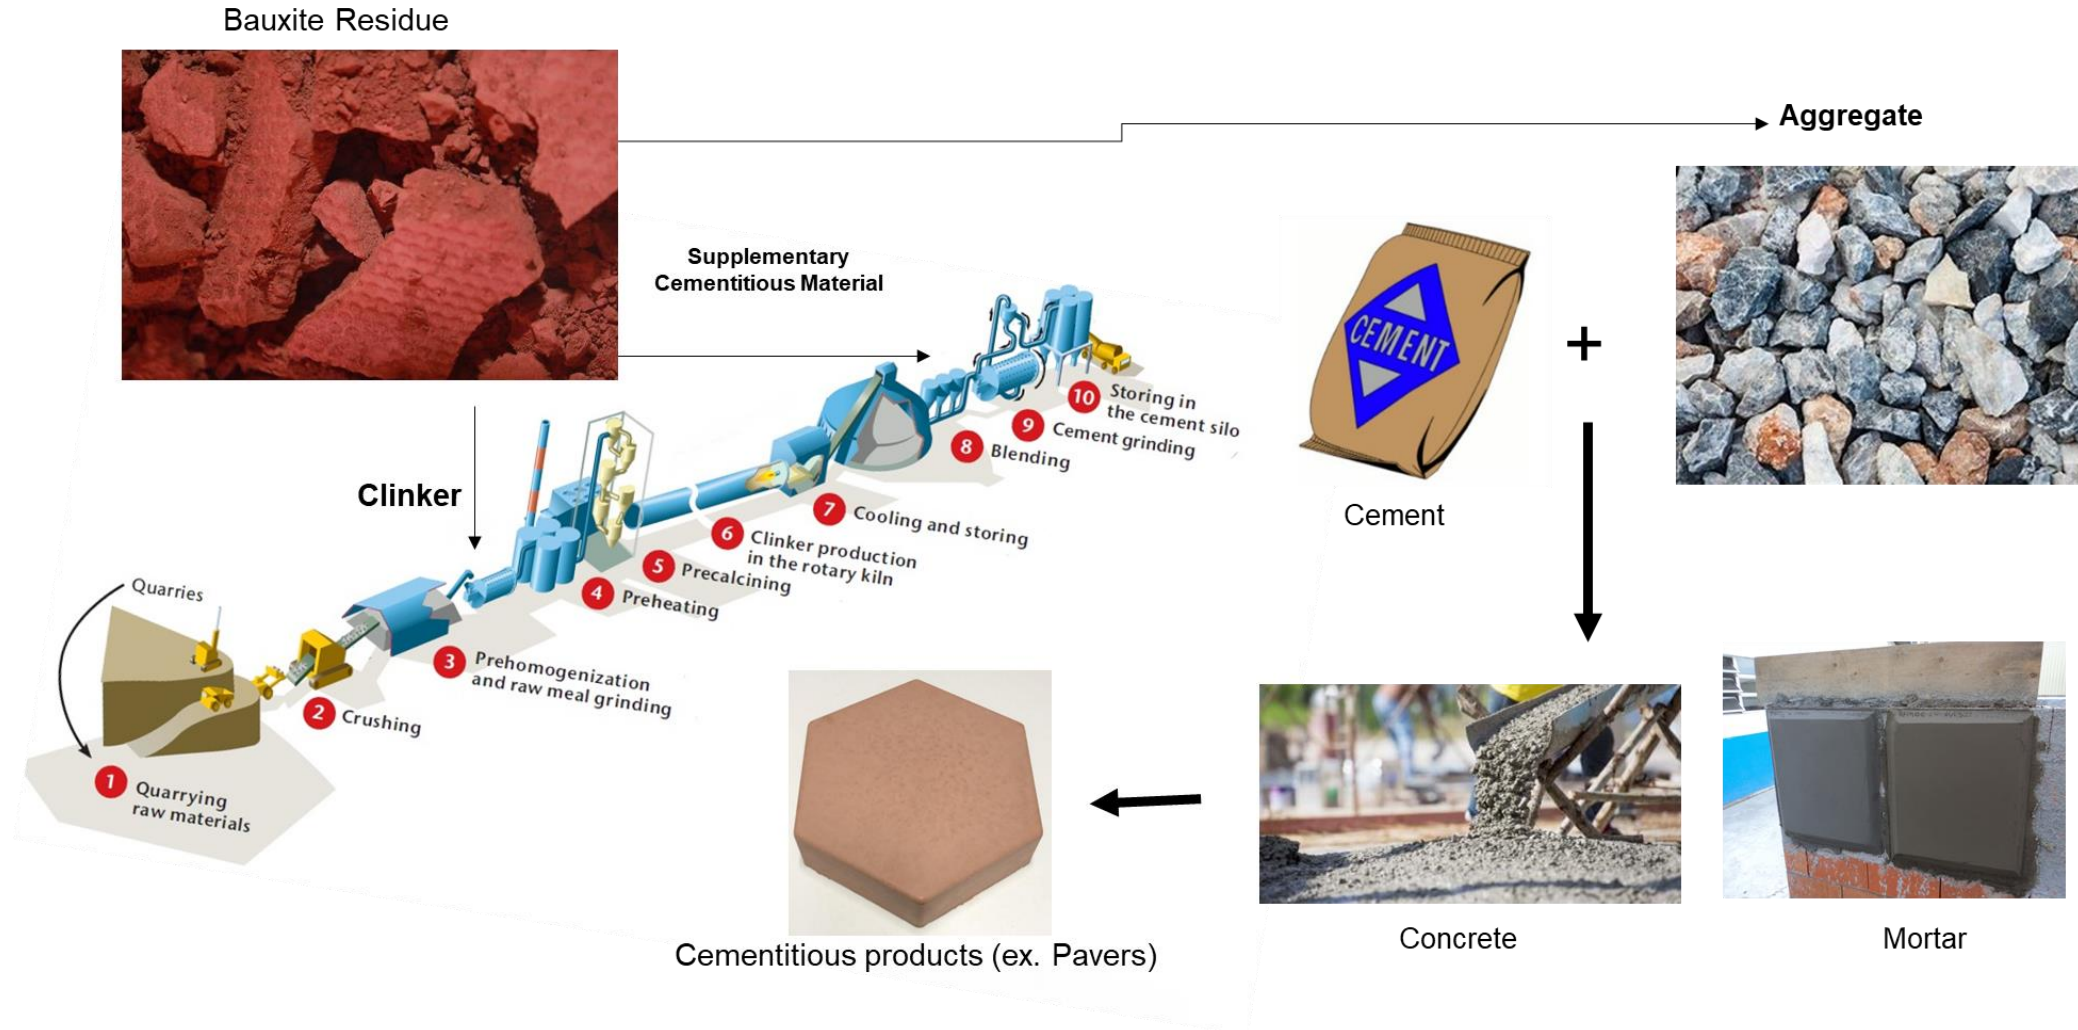 Bauxite Residue
Aggregate
Supplementary
Cementitious Material
CEMENT
Cement
+
Clinker
Quarries
1 Quarrying
raw materials
2 Crushing
3 Prehomogenization
and raw meal grinding
4 Preheating
5 Precalcining
6 Clinker production
in the rotary kiln
7 Cooling and storing
8 Blending
9 Cement grinding
10 Storing in
the cement silo
Cementitious products (ex. Pavers)
Concrete
Mortar